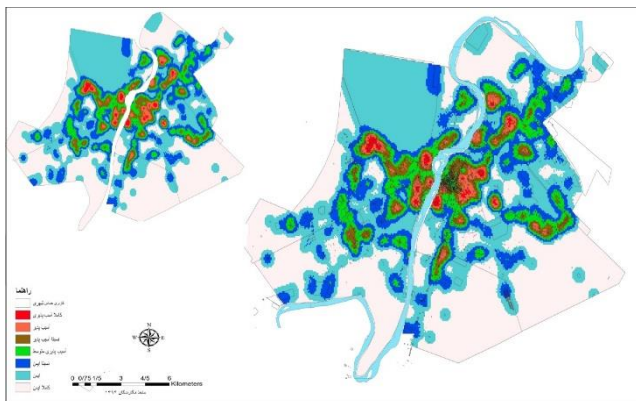 راهنما
کاملا آسیب پذیر
آسیب پذیر
نسبتا آسیب پذیر
آسیب پذیری متوسط
نسبتا ایمن
ایمن
کاملا ایمن
N
W E
S
0 0/75 1/5 3 4/5 6
Kilometers